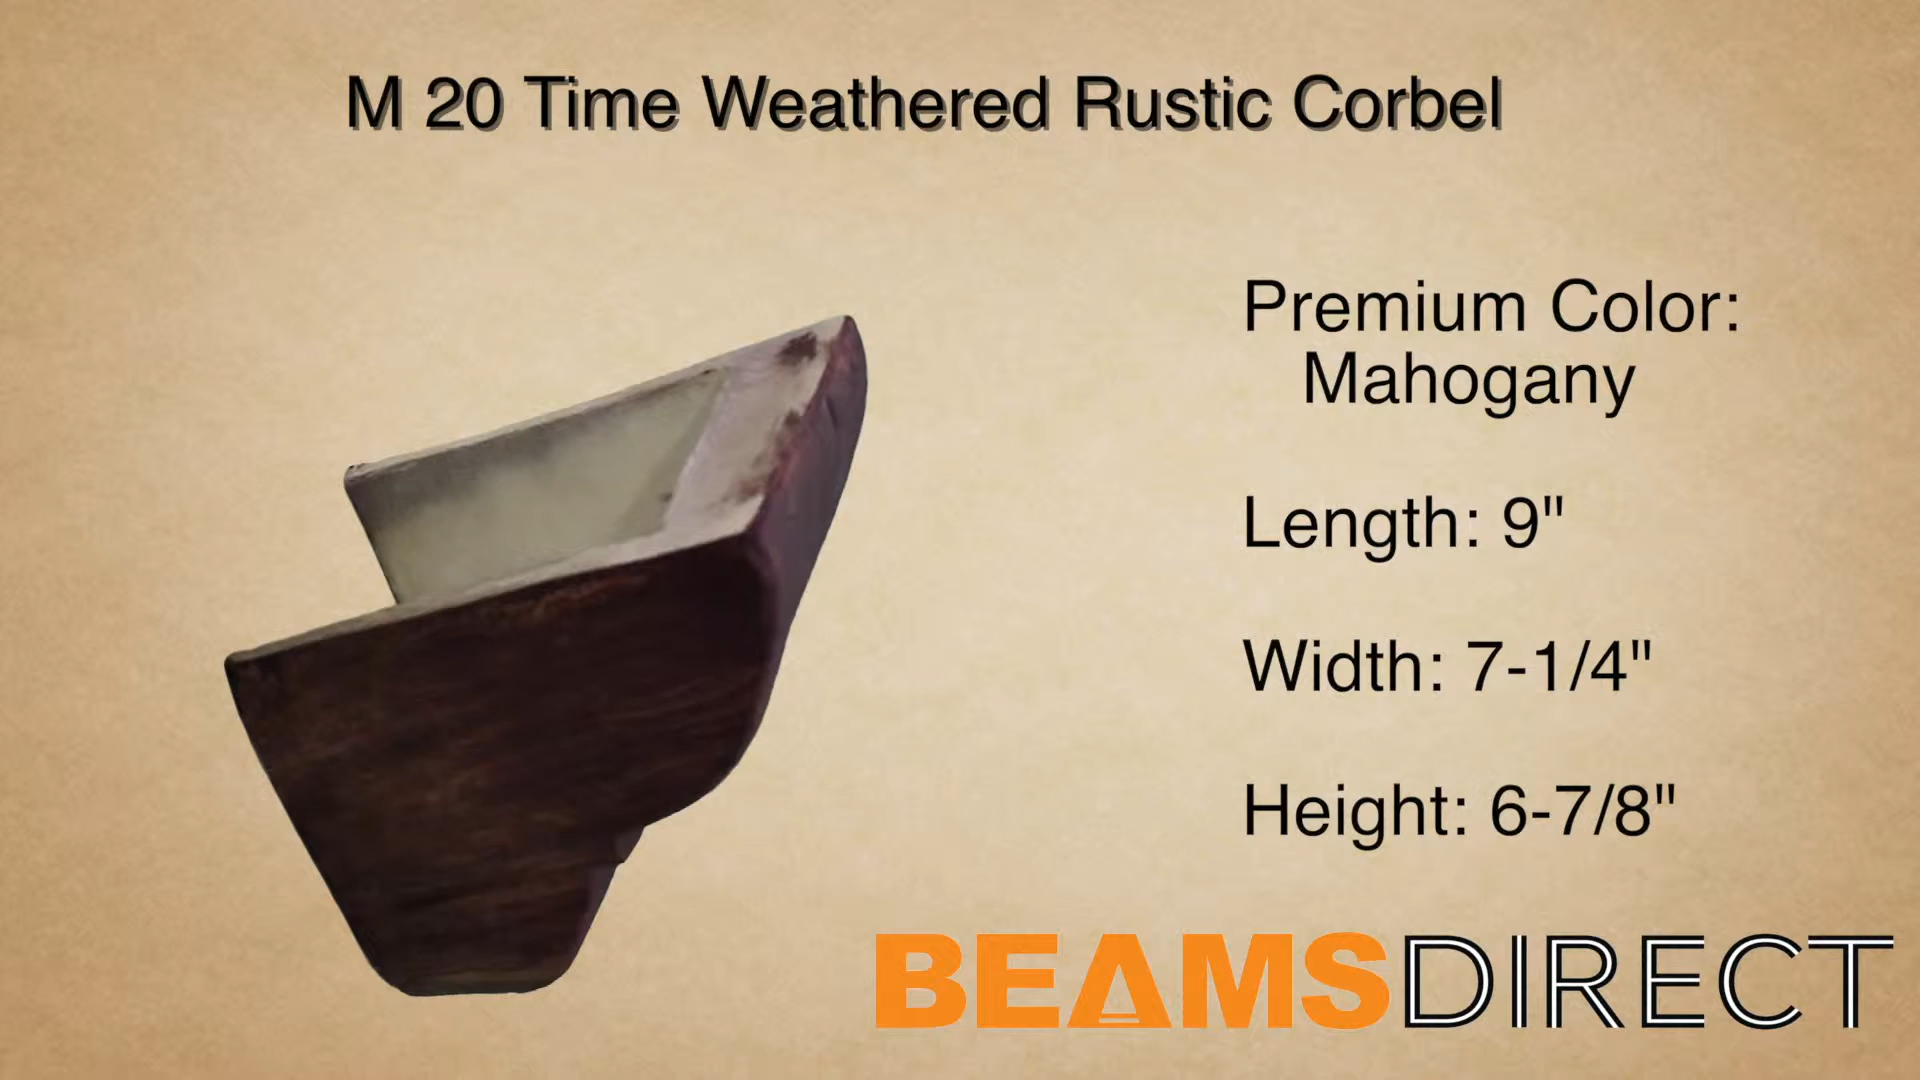 M 20 Time Weathered Rustic Corbel
Premium Color:
Mahogany
Length: 9"
Width: 7-1/4"
Height: 6-7/8"
BEAMSDIRECT